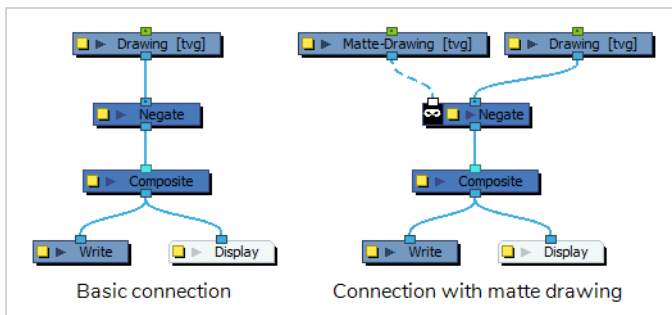 Drawing [tvg]
Matte-Drawing [tvg]
Drawing [tvg]
Negate
Negate
Composite
Composite
Write
Display
Write
Display
Basic connection
Connection with matte drawing